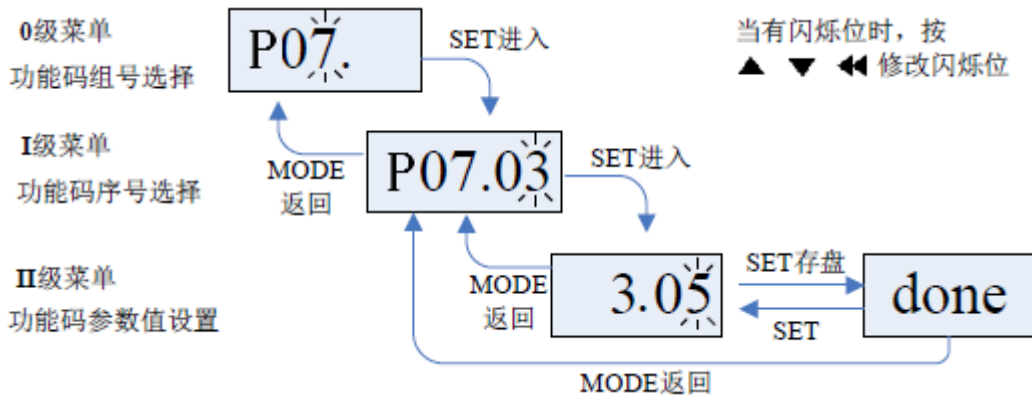 0级菜单
功能码组号选择
P07.
SET进入
当有闪烁位时，按
▲ ▼ ◀◀ 修改闪烁位
I级菜单
功能码序号选择
MODE
返回
P07.03
SET进入
II级菜单
功能码参数值设置
MODE
返回
3.05
SET存盘
SET
done
MODE返回